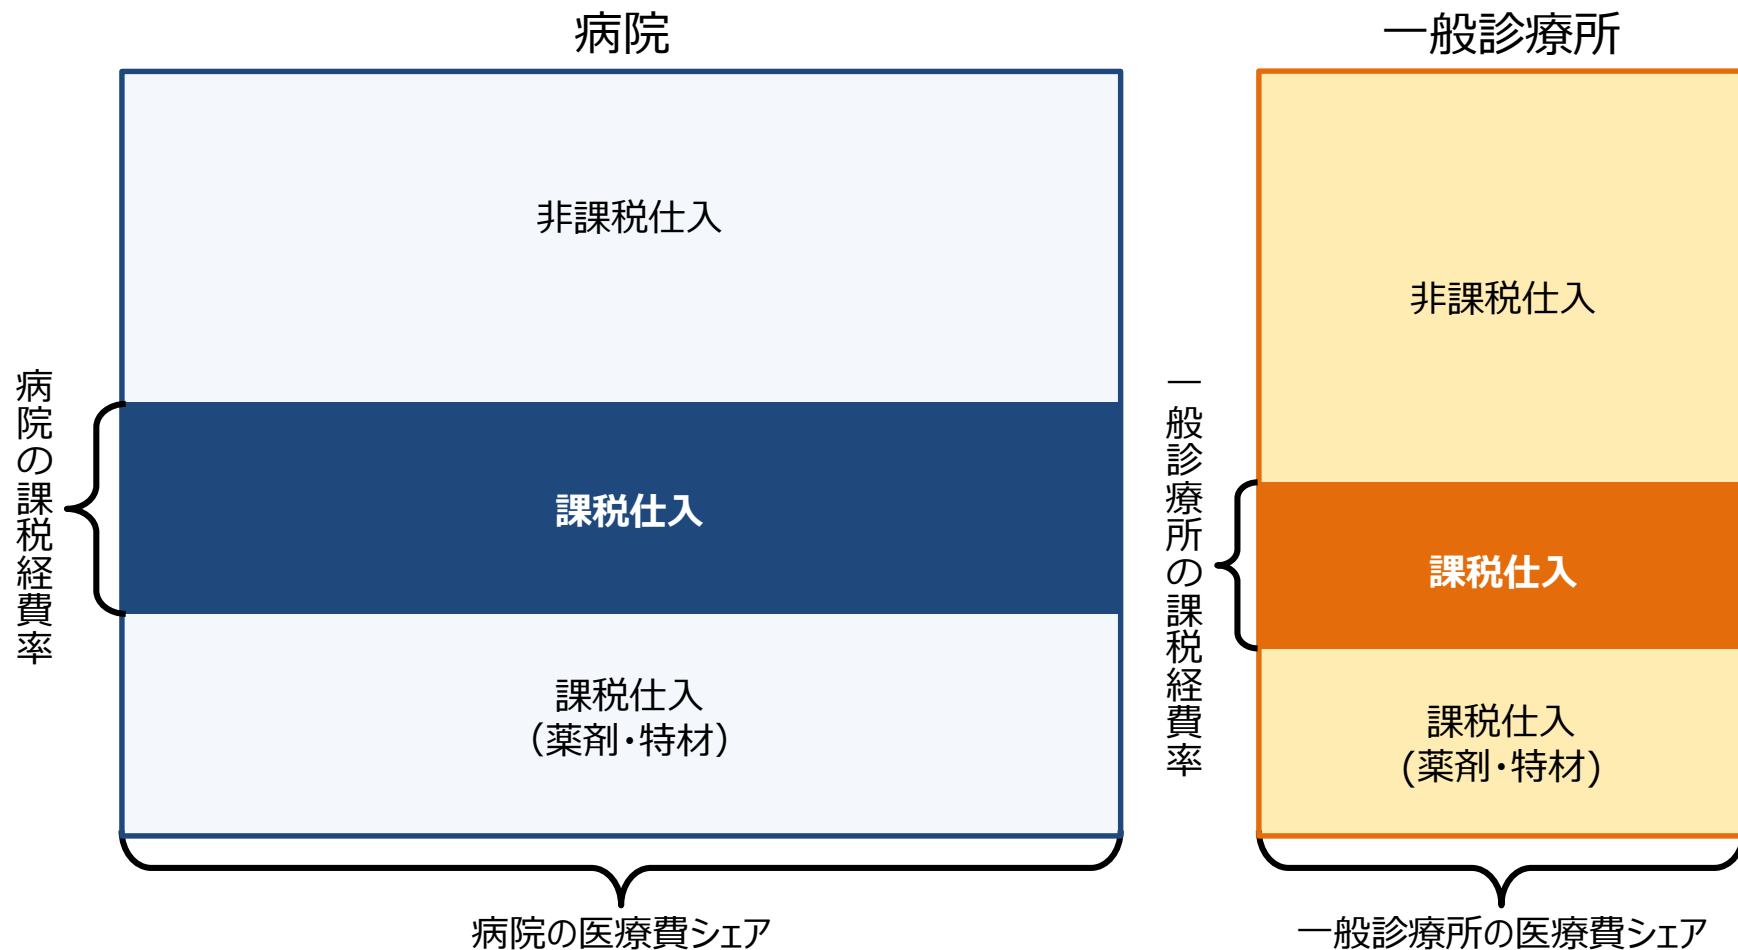 病院
非課税仕入
病院の課税経費率
課税仕入
課税仕入
（薬剤・特材）
病院の医療費シェア
一般診療所
非課税仕入
一般診療所の課税経費率
課税仕入
課税仕入
(薬剤・特材)
一般診療所の医療費シェア